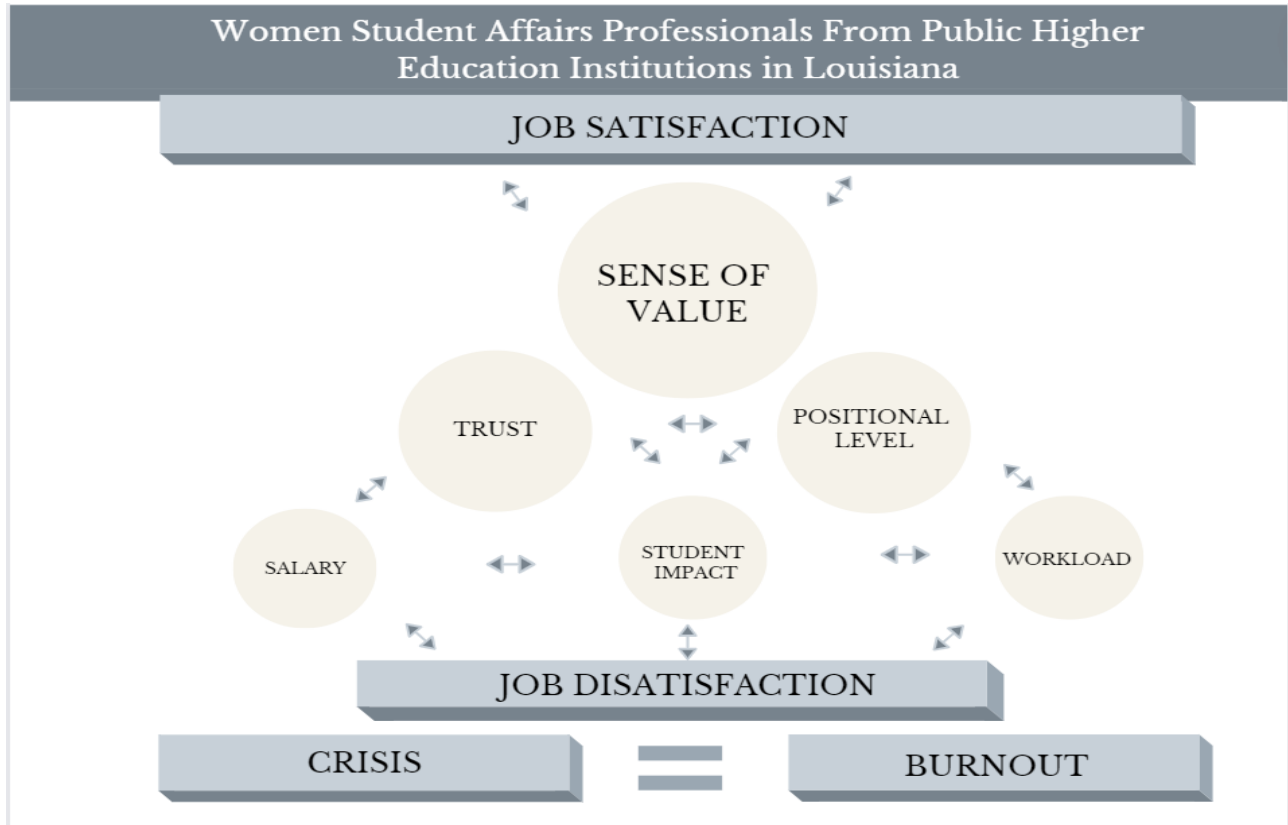 Women Student Affairs Professionals From Public Higher
Education Institutions in Louisiana
JOB SATISFACTION
SENSE OF
VALUE
TRUST
POSITIONAL
LEVEL
SALARY
STUDENT
IMPACT
WORKLOAD
JOB DISATISFACTION
CRISIS
BURNOUT